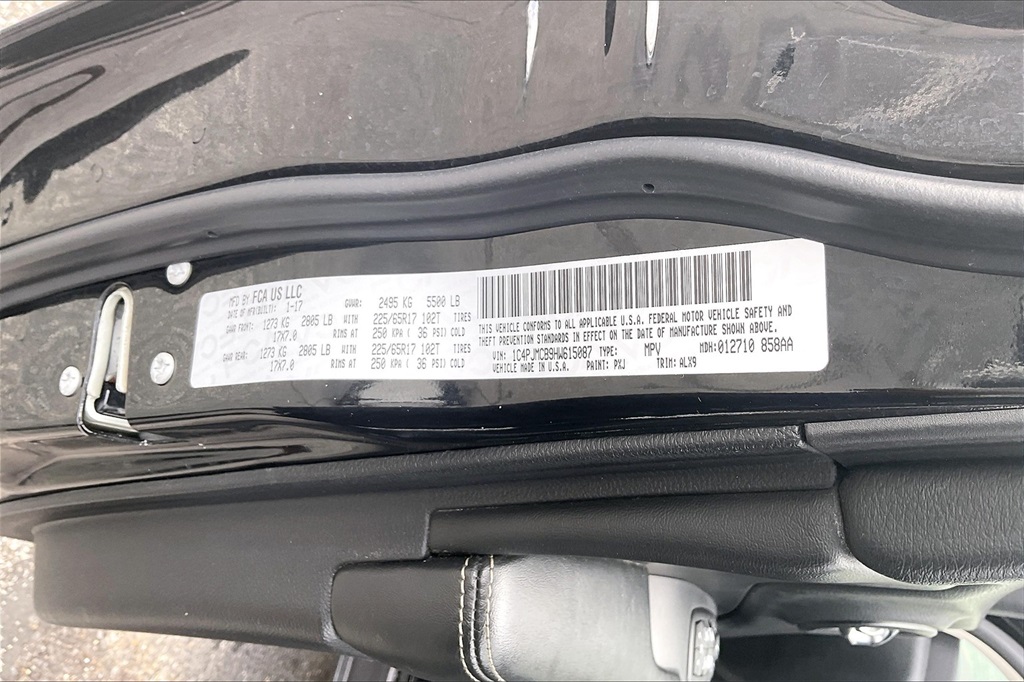 MFD BY FCA US LLC
DATE OF MFR(BUILT): 1-17 GVWR: 2495 KG 5500 LB
GAWR FRONT: 1273 KG 2805 LB WITH 225/65R17 102T TIRES
17X7.0 RIMS AT 250 KPA ( 36 PSI) COLD
GAWR REAR: 1273 KG 2805 LB WITH 225/65R17 102T TIRES
17X7.0 RIMS AT 250 KPA ( 36 PSI) COLD
THIS VEHICLE CONFORMS TO ALL APPLICABLE U.S.A. FEDERAL MOTOR VEHICLE SAFETY AND
THEFT PREVENTION STANDARDS IN EFFECT ON THE DATE OF MANUFACTURE SHOWN ABOVE.
VIN: 1C4PJMCB9HW615087 TYPE: MPV MDH: 012710 858AA
VEHICLE MADE IN U.S.A. PAINT: PXJ TRIM: ALX9